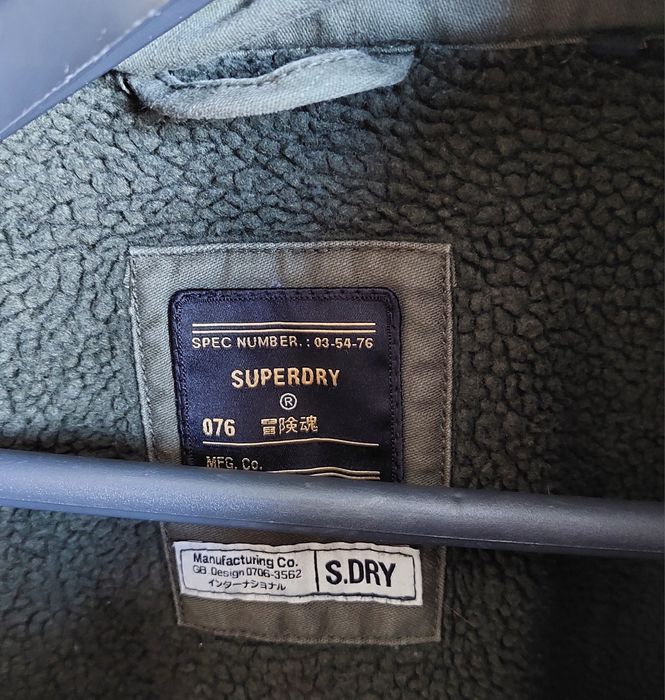 SPEC NUMBER. : 03-54-76
SUPERDRY
®
076 冒険魂
MFG. Co.
Manufacturing Co.
GB Design 0706-3562
インターナショナル
S.DRY